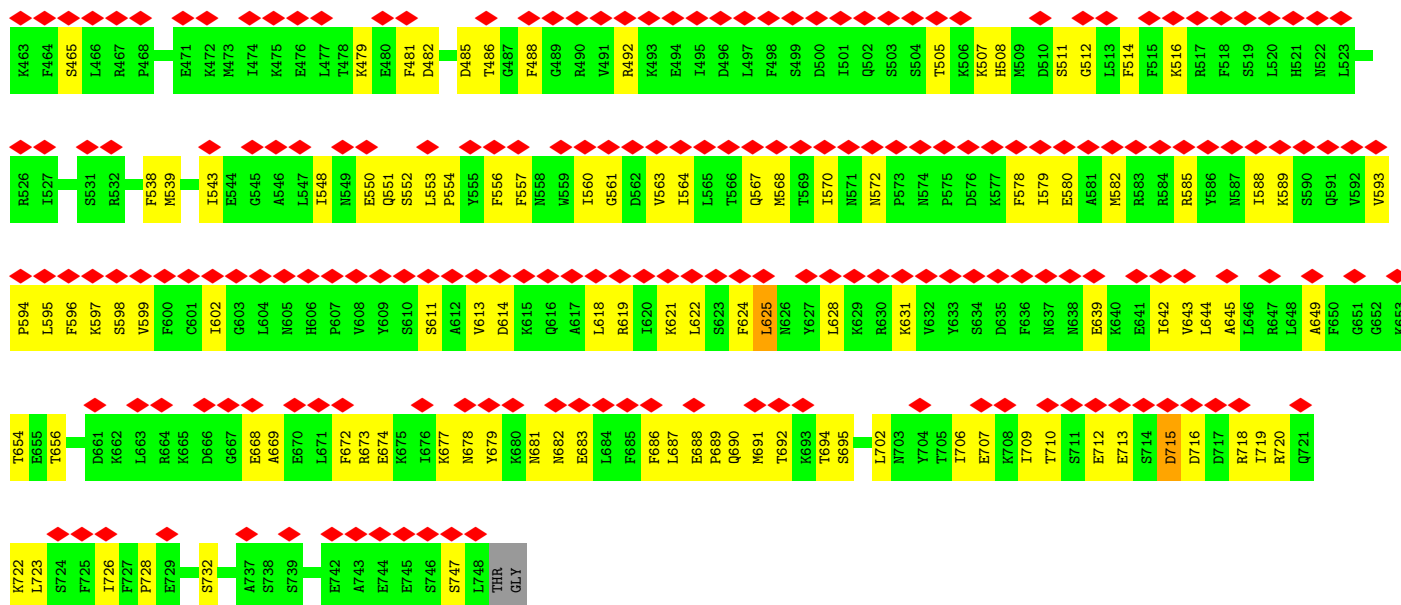 K463 F464 S465 L466 R467 P468 E471 K472 M473 I474 K475 E476 L477 T478 K479 E480 F481 D482 D485 T486 G487 F488 G489 R490 V491 R492 K493 E494 I495 D496 L497 F498 S499 D500 I501 Q502 S503 S504 T505 K506 K507 H508 M509 D510 S511 G512 L513 F514 F515 K516 R517 F518 S519 L520 H521 N522 L523
R526 I527 S531 R532 F538 M539 I543 E544 G545 A546 L547 I548 N549 E550 Q551 S552 L553 P554 Y555 F556 F557 N558 W559 I560 G561 D562 V563 I564 L565 T566 Q567 M568 T569 I570 N571 N572 P573 N574 P575 D576 K577 F578 I579 E580 A581 M582 R583 R584 R585 Y586 N587 I588 K589 S590 Q591 V592 V593
P594 L595 F596 K597 S598 V599 F600 C601 I602 G603 L604 N605 H606 P607 V608 Y609 S610 S611 A612 V613 D614 K615 Q616 A617 L618 R619 I620 K621 L622 S623 F624 L625 N626 Y627 L628 K629 R630 K631 V632 Y633 S634 D635 F636 N637 N638 E639 K640 E641 I642 V643 L644 A645 L646 R647 L648 A649 F650 G651 G652
T654 E655 T656 D661 K662 L663 R664 K665 D666 G667 E668 A669 E670 L671 F672 R673 E674 K675 I676 K677 N678 Y679 K680 N681 N682 E683 L684 F685 F686 L687 E688 P689 Q690 M691 T692 K693 T694 S695 L702 N703 Y704 T705 I706 E707 K708 I709 T710 S711 E712 E713 S714 D715 D716 D717 R718 I719 R720 Q721
K722 L723 S724 F725 I726 F727 P728 E729 S732 A737 S738 S739 E742 A743 E744 E745 S746 S747 L748 THR GLY